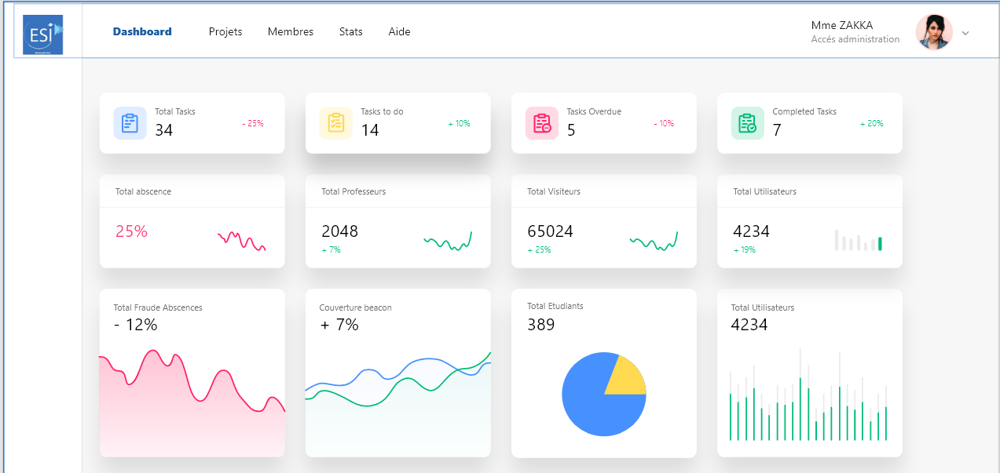 ESI
Dashboard
Projets
Membres
Stats
Aide
Mme ZAKKA
Accés administration
Total Tasks
34
- 25%
Tasks to do
14
+ 10%
Tasks Overdue
5
- 10%
Completed Tasks
7
+ 20%
Total abscence
25%
Total Professeurs
2048
+ 7%
Total Visiteurs
65024
+ 25%
Total Utilisateurs
4234
+ 19%
Total Fraude Abscences
- 12%
Couverture beacon
+ 7%
Total Etudiants
389
Total Utilisateurs
4234